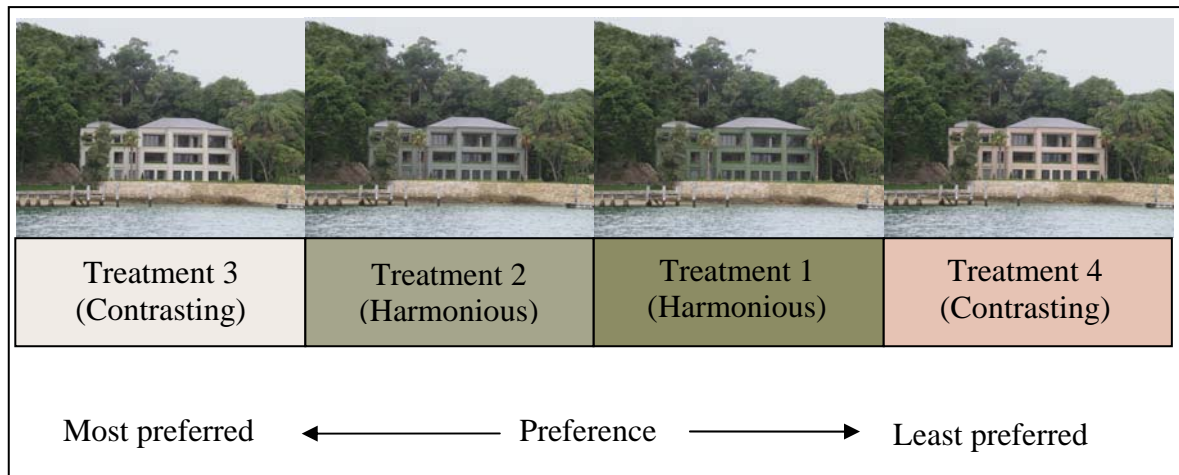 Treatment 3
(Contrasting)
Treatment 2
(Harmonious)
Treatment 1
(Harmonious)
Treatment 4
(Contrasting)
Most preferred
Preference
Least preferred